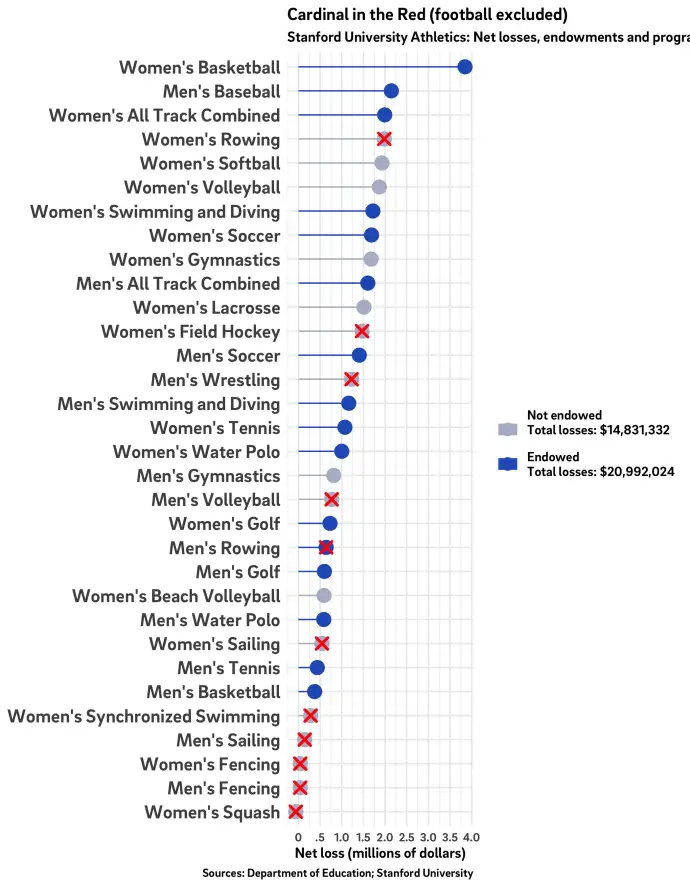 Cardinal in the Red (football excluded)
Stanford University Athletics: Net losses, endowments and
Women's Basketball
Men's Baseball
Women's All Track Combined
Women's Rowing
Women's Softball
Women's Volleyball
Women's Swimming and Diving
Women's Soccer
Women's Gymnastics
Men's All Track Combined
Women's Lacrosse
Women's Field Hockey
Men's Soccer
Men's Wrestling
Men's Swimming and Diving
Women's Tennis
Women's Water Polo
Men's Gymnastics
Men's Volleyball
Women's Golf
Men's Rowing
Men's Golf
Women's Beach Volleyball
Men's Water Polo
Women's Sailing
Men's Tennis
Men's Basketball
Women's Synchronized Swimming
Men's Sailing
Women's Fencing
Men's Fencing
Women's Squash
Not endowed
Total losses: $14,831,332
Endowed
Total losses: $20,992,024
0 .5 1.0 1.5 2.0 2.5 3.0 3.5 4.0
Net loss (millions of dollars)
Sources: Department of Education; Stanford University